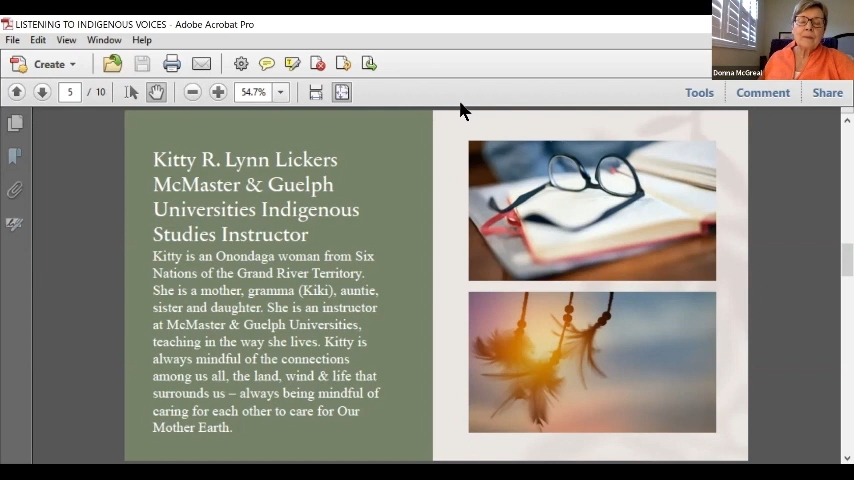 LISTENING TO INDIGENOUS VOICES - Adobe Acrobat Pro
File Edit View Window Help
Create
5 / 10 54.7% Tools Comment Share
Donna McGreal
Kitty R. Lynn Lickers
McMaster & Guelph
Universities Indigenous
Studies Instructor
Kitty is an Onondaga woman from Six
Nations of the Grand River Territory.
She is a mother, gramma (Kiki), auntie,
sister and daughter. She is an instructor
at McMaster & Guelph Universities,
teaching in the way she lives. Kitty is
always mindful of the connections
among us all, the land, wind & life that
surrounds us – always being mindful of
caring for each other to care for Our
Mother Earth.